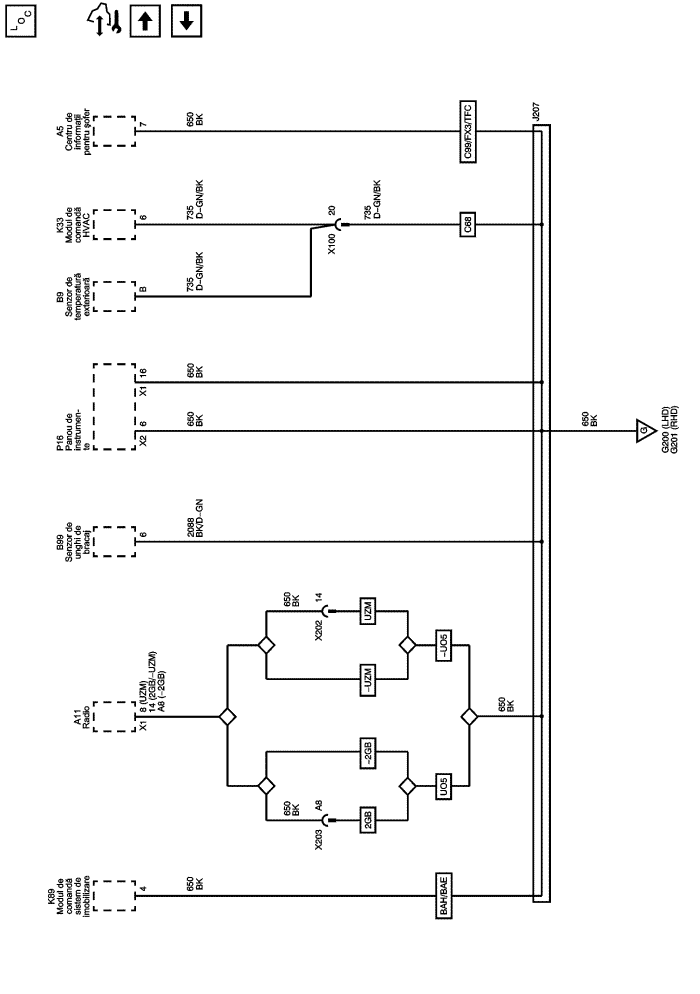 LOC
K89
Modul de
comandă
sistem de
imobilizare
4
650
BK
BAH/BAE
A11
Radio
X1
8 (UZM)
14 (2GB/-UZM)
A8 (-2GB)
650
BK
X203
A8
2GB
-2GB
UO5
650
BK
X202
14
UZM
-UZM
-UO5
650
BK
B99
Senzor de
unghi de
bracaj
6
2088
BK/D-GN
P16
Panou de
instrumen-
te
X2
6
650
BK
X1
16
650
BK
B9
Senzor de
temperatură
exterioară
B
735
D-GN/BK
K33
Modul de
comandă
HVAC
6
735
D-GN/BK
X100
20
735
D-GN/BK
C68
A5
Centru de
informaţii
pentru şofer
7
650
BK
C99/FX3/TFC
J207
650
BK
G
G200 (LHD)
G201 (RHD)